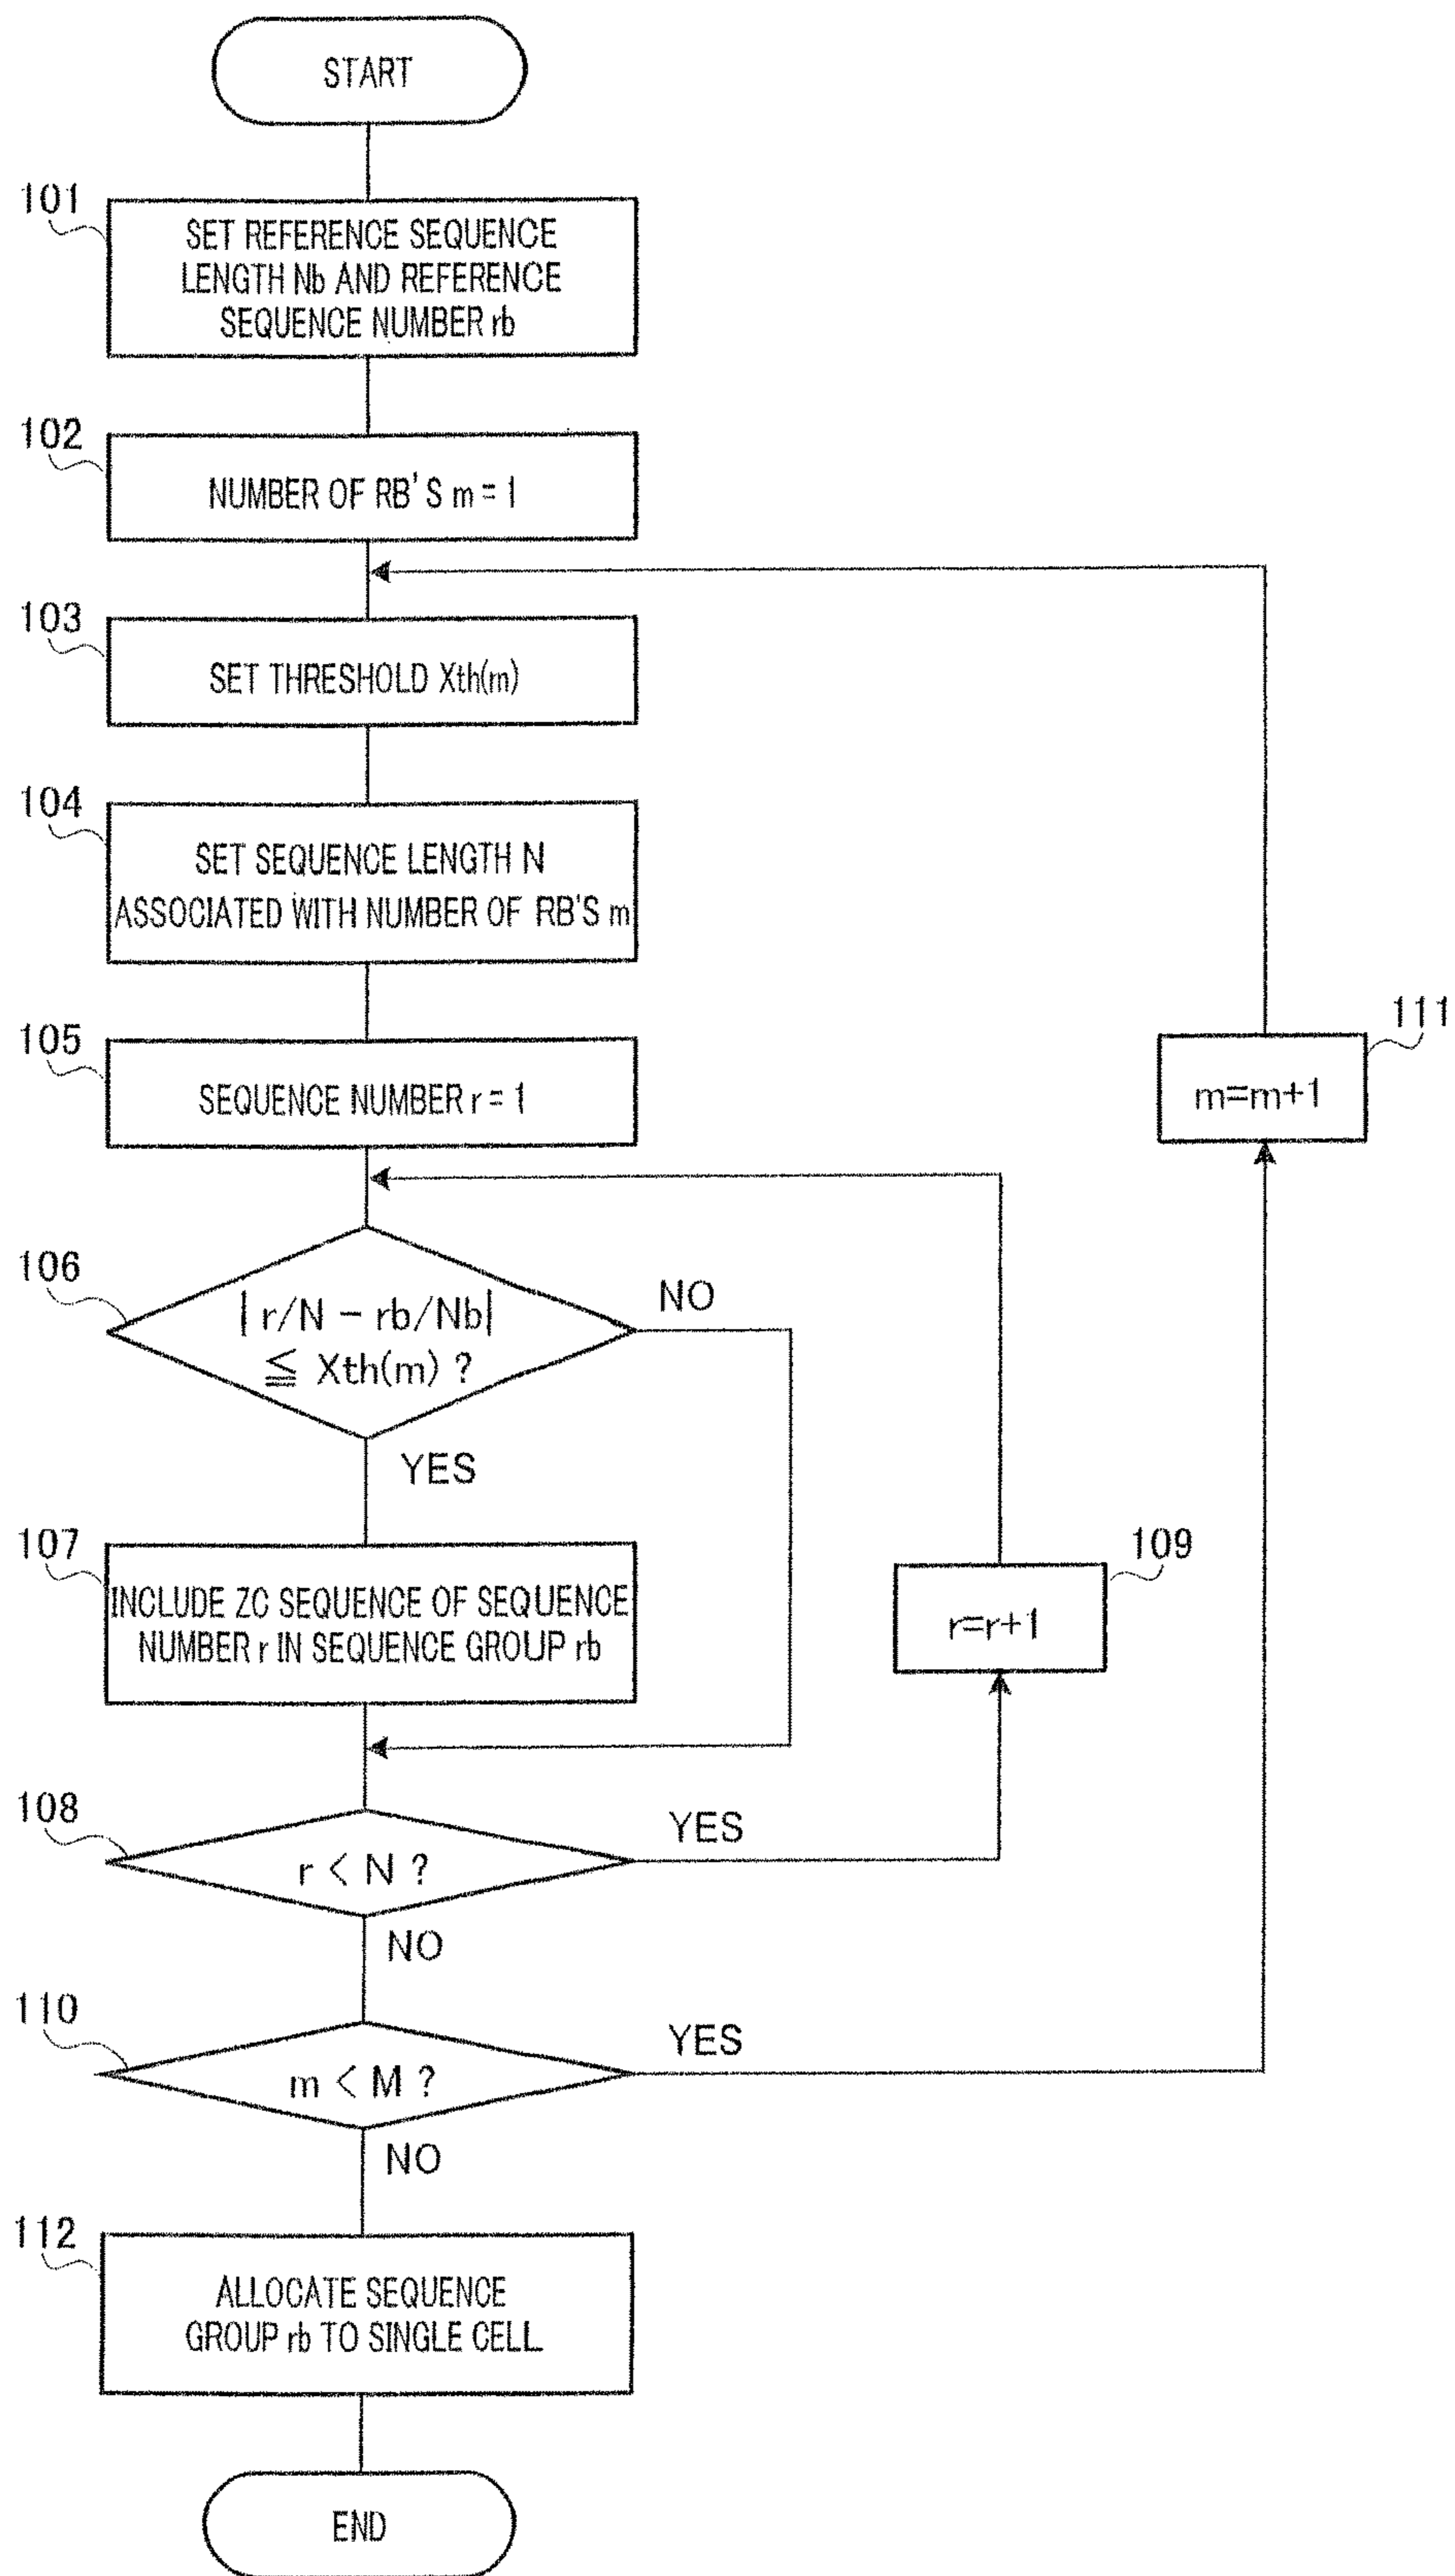 START
101
SET REFERENCE SEQUENCE
LENGTH Nb AND REFERENCE
SEQUENCE NUMBER rb
102
NUMBER OF RB'S m = 1
103
SET THRESHOLD Xth(m)
104
SET SEQUENCE LENGTH N
ASSOCIATED WITH NUMBER OF RB'S m
105
SEQUENCE NUMBER r = 1
111
m=m+1
106
| r/N − rb/Nb|
≦ Xth(m) ?
NO
YES
107
INCLUDE ZC SEQUENCE OF SEQUENCE
NUMBER r IN SEQUENCE GROUP rb
109
r=r+1
108
r < N ?
YES
NO
110
m < M ?
YES
NO
112
ALLOCATE SEQUENCE
GROUP rb TO SINGLE CELL
END